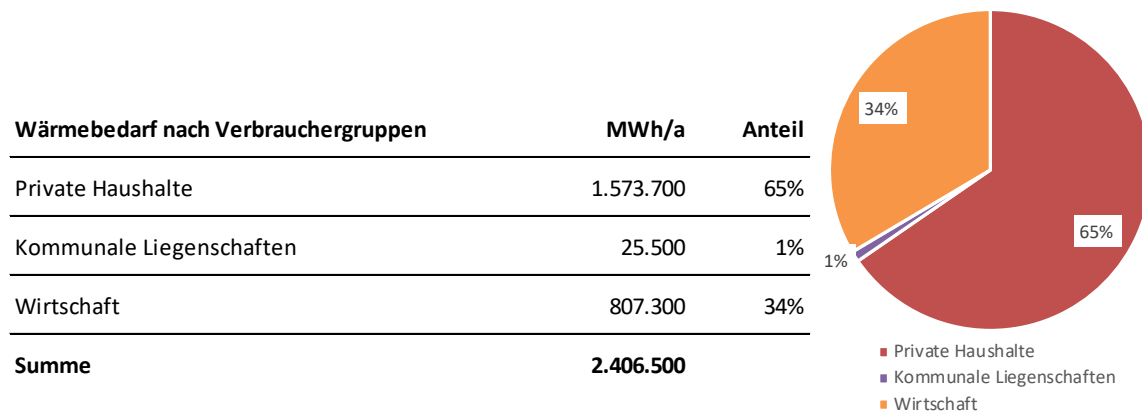 Wärmebedarf nach Verbrauchergruppen MWh/a Anteil
Private Haushalte 1.573.700 65%
Kommunale Liegenschaften 25.500 1%
Wirtschaft 807.300 34%
Summe 2.406.500
34%
65%
1%
Private Haushalte
Kommunale Liegenschaften
Wirtschaft